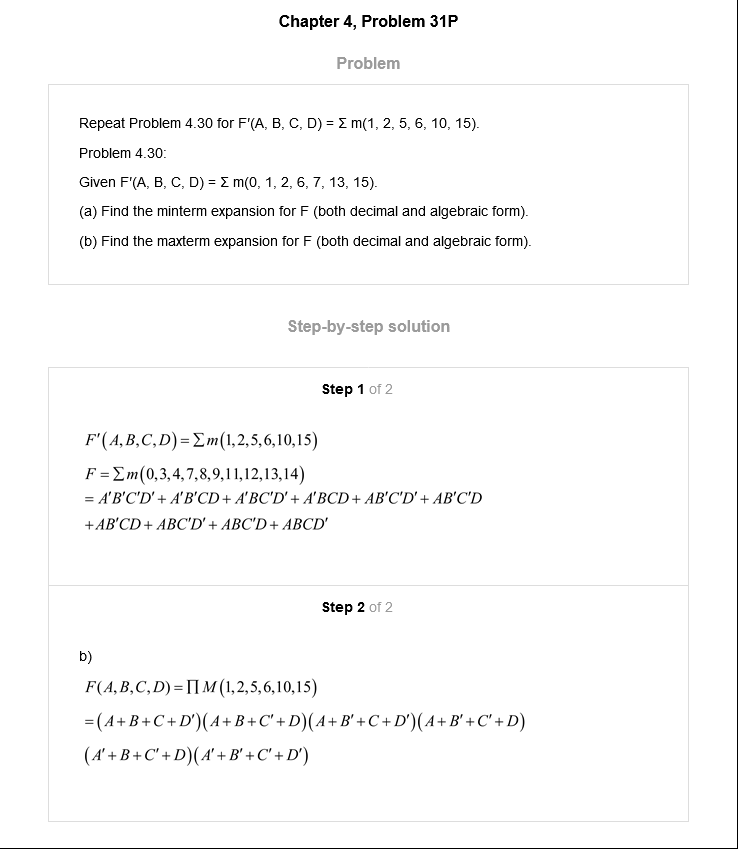 Chapter 4, Problem 31P
Problem
Repeat Problem 4.30 for F′(A, B, C, D) = Σ m(1, 2, 5, 6, 10, 15).
Problem 4.30:
Given F′(A, B, C, D) = Σ m(0, 1, 2, 6, 7, 13, 15).
(a) Find the minterm expansion for F (both decimal and algebraic form).
(b) Find the maxterm expansion for F (both decimal and algebraic form).
Step-by-step solution
Step 1 of 2
F′(A,B,C,D)=∑m(1,2,5,6,10,15)
F=∑m(0,3,4,7,8,9,11,12,13,14)
= A′B′C′D′+ A′B′CD+ A′BC′D′+ A′BCD+ AB′C′D′+ AB′C′D
+AB′CD+ ABC′D′+ ABC′D+ ABCD′
Step 2 of 2
b)
F(A,B,C,D)=∏M(1,2,5,6,10,15)
=(A+B+C+D′)(A+B+C′+D)(A+B′+C+D′)(A+B′+C′+D)
(A′+B+C′+D)(A′+B′+C′+D′)